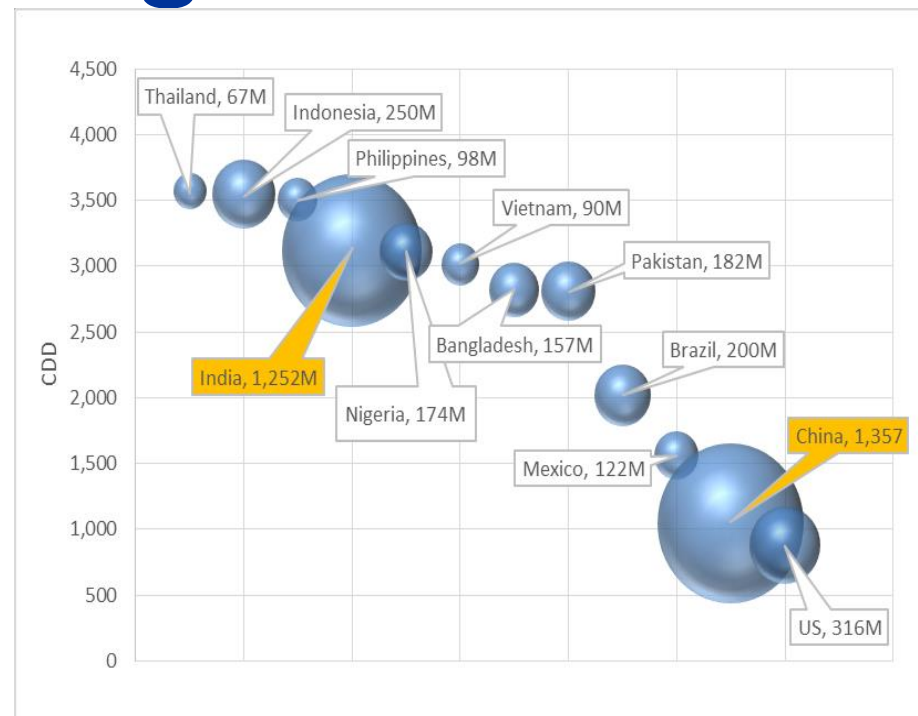 4,500
4,000
3,500
3,000
2,500
2,000
1,500
1,000
500
0
CDD
Thailand, 67M
Indonesia, 250M
Philippines, 98M
Vietnam, 90M
Pakistan, 182M
Bangladesh, 157M
India, 1,252M
Nigeria, 174M
Brazil, 200M
China, 1,357
Mexico, 122M
US, 316M